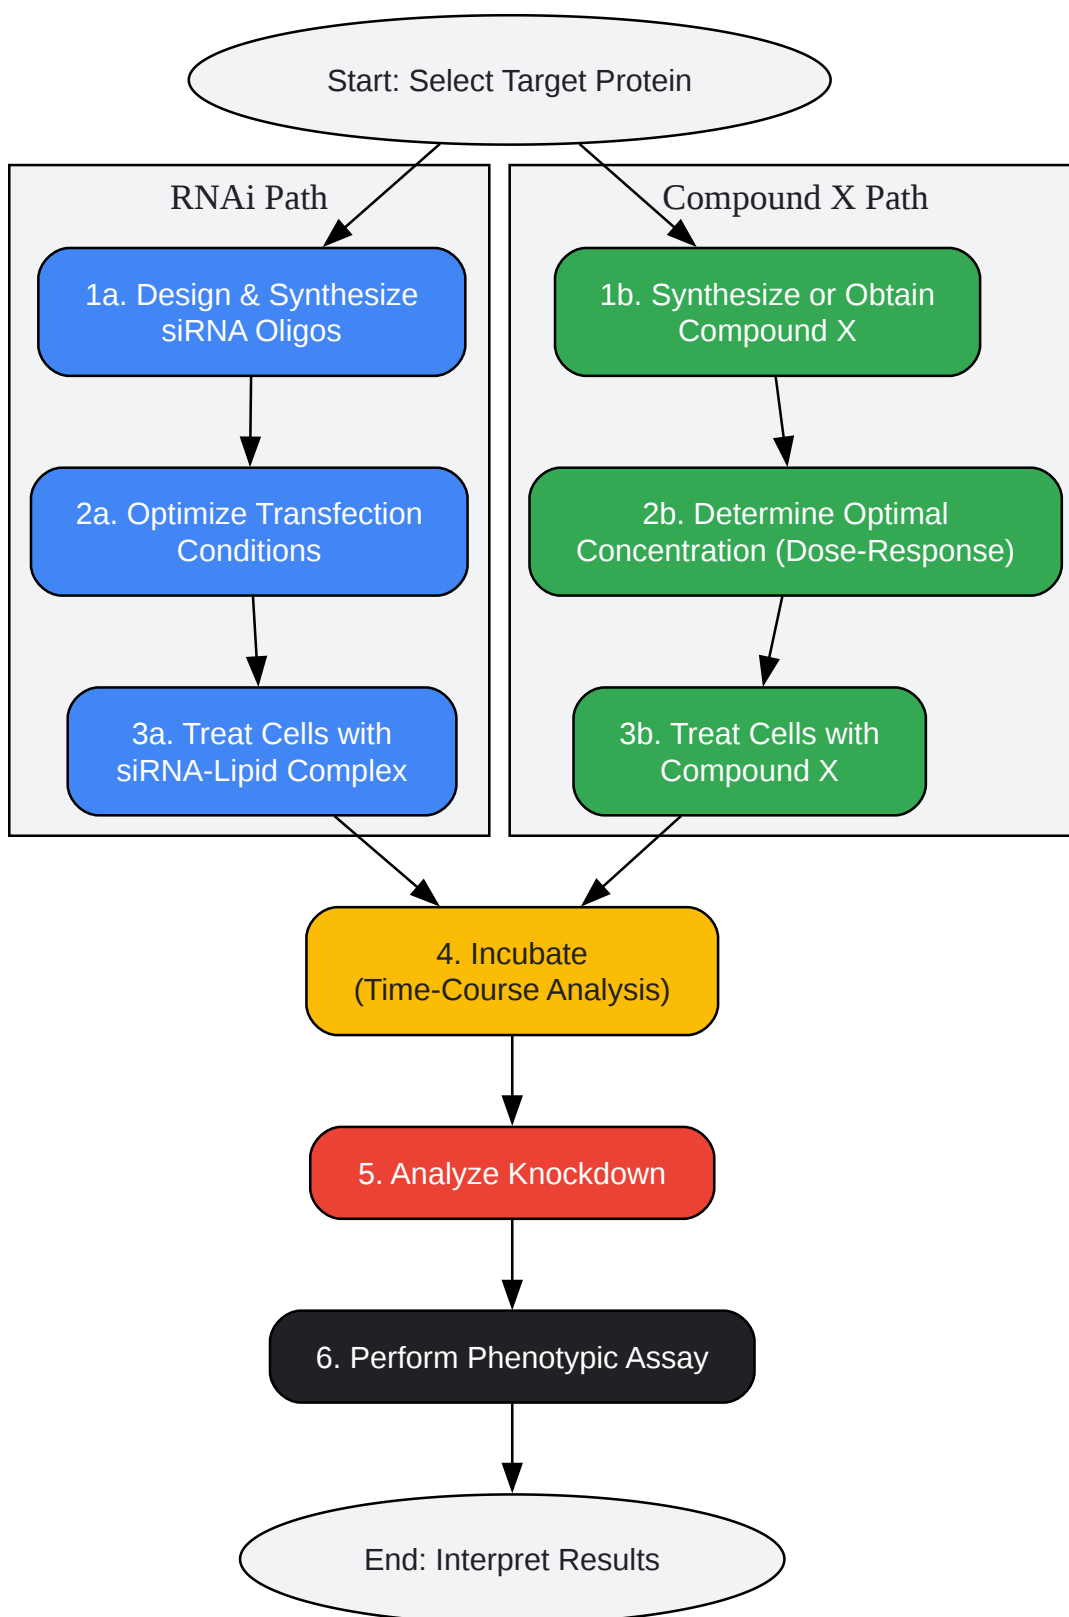 Start: Select Target Protein
RNAi Path
1a. Design & Synthesize
siRNA Oligos
2a. Optimize Transfection
Conditions
3a. Treat Cells with
siRNA-Lipid Complex
Compound X Path
1b. Synthesize or Obtain
Compound X
2b. Determine Optimal
Concentration (Dose-Response)
3b. Treat Cells with
Compound X
4. Incubate
(Time-Course Analysis)
5. Analyze Knockdown
6. Perform Phenotypic Assay
End: Interpret Results